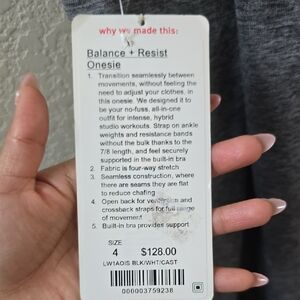 why we made this:
Balance + Resist
Onesie
1. Transition seamlessly between
movements, without feeling the
need to adjust your clothes, in
this onesie. We designed it to
be your no-fuss, all-in-one
outfit for intense, hybrid
studio workouts. Strap on ankle
weights and resistance bands
without the bulk thanks to the
7/8 length, and feel securely
supported in the built-in bra
2. Fabric is four-way stretch
3. Seamless construction, where
there are seams they are flat
to reduce chafing
4. Open back for ventilation and
crossback straps for full range
of movement
5. Built-in bra provides support
SIZE
4 $128.00
LW1AOIS BLK/WHT/CAST
000003759238